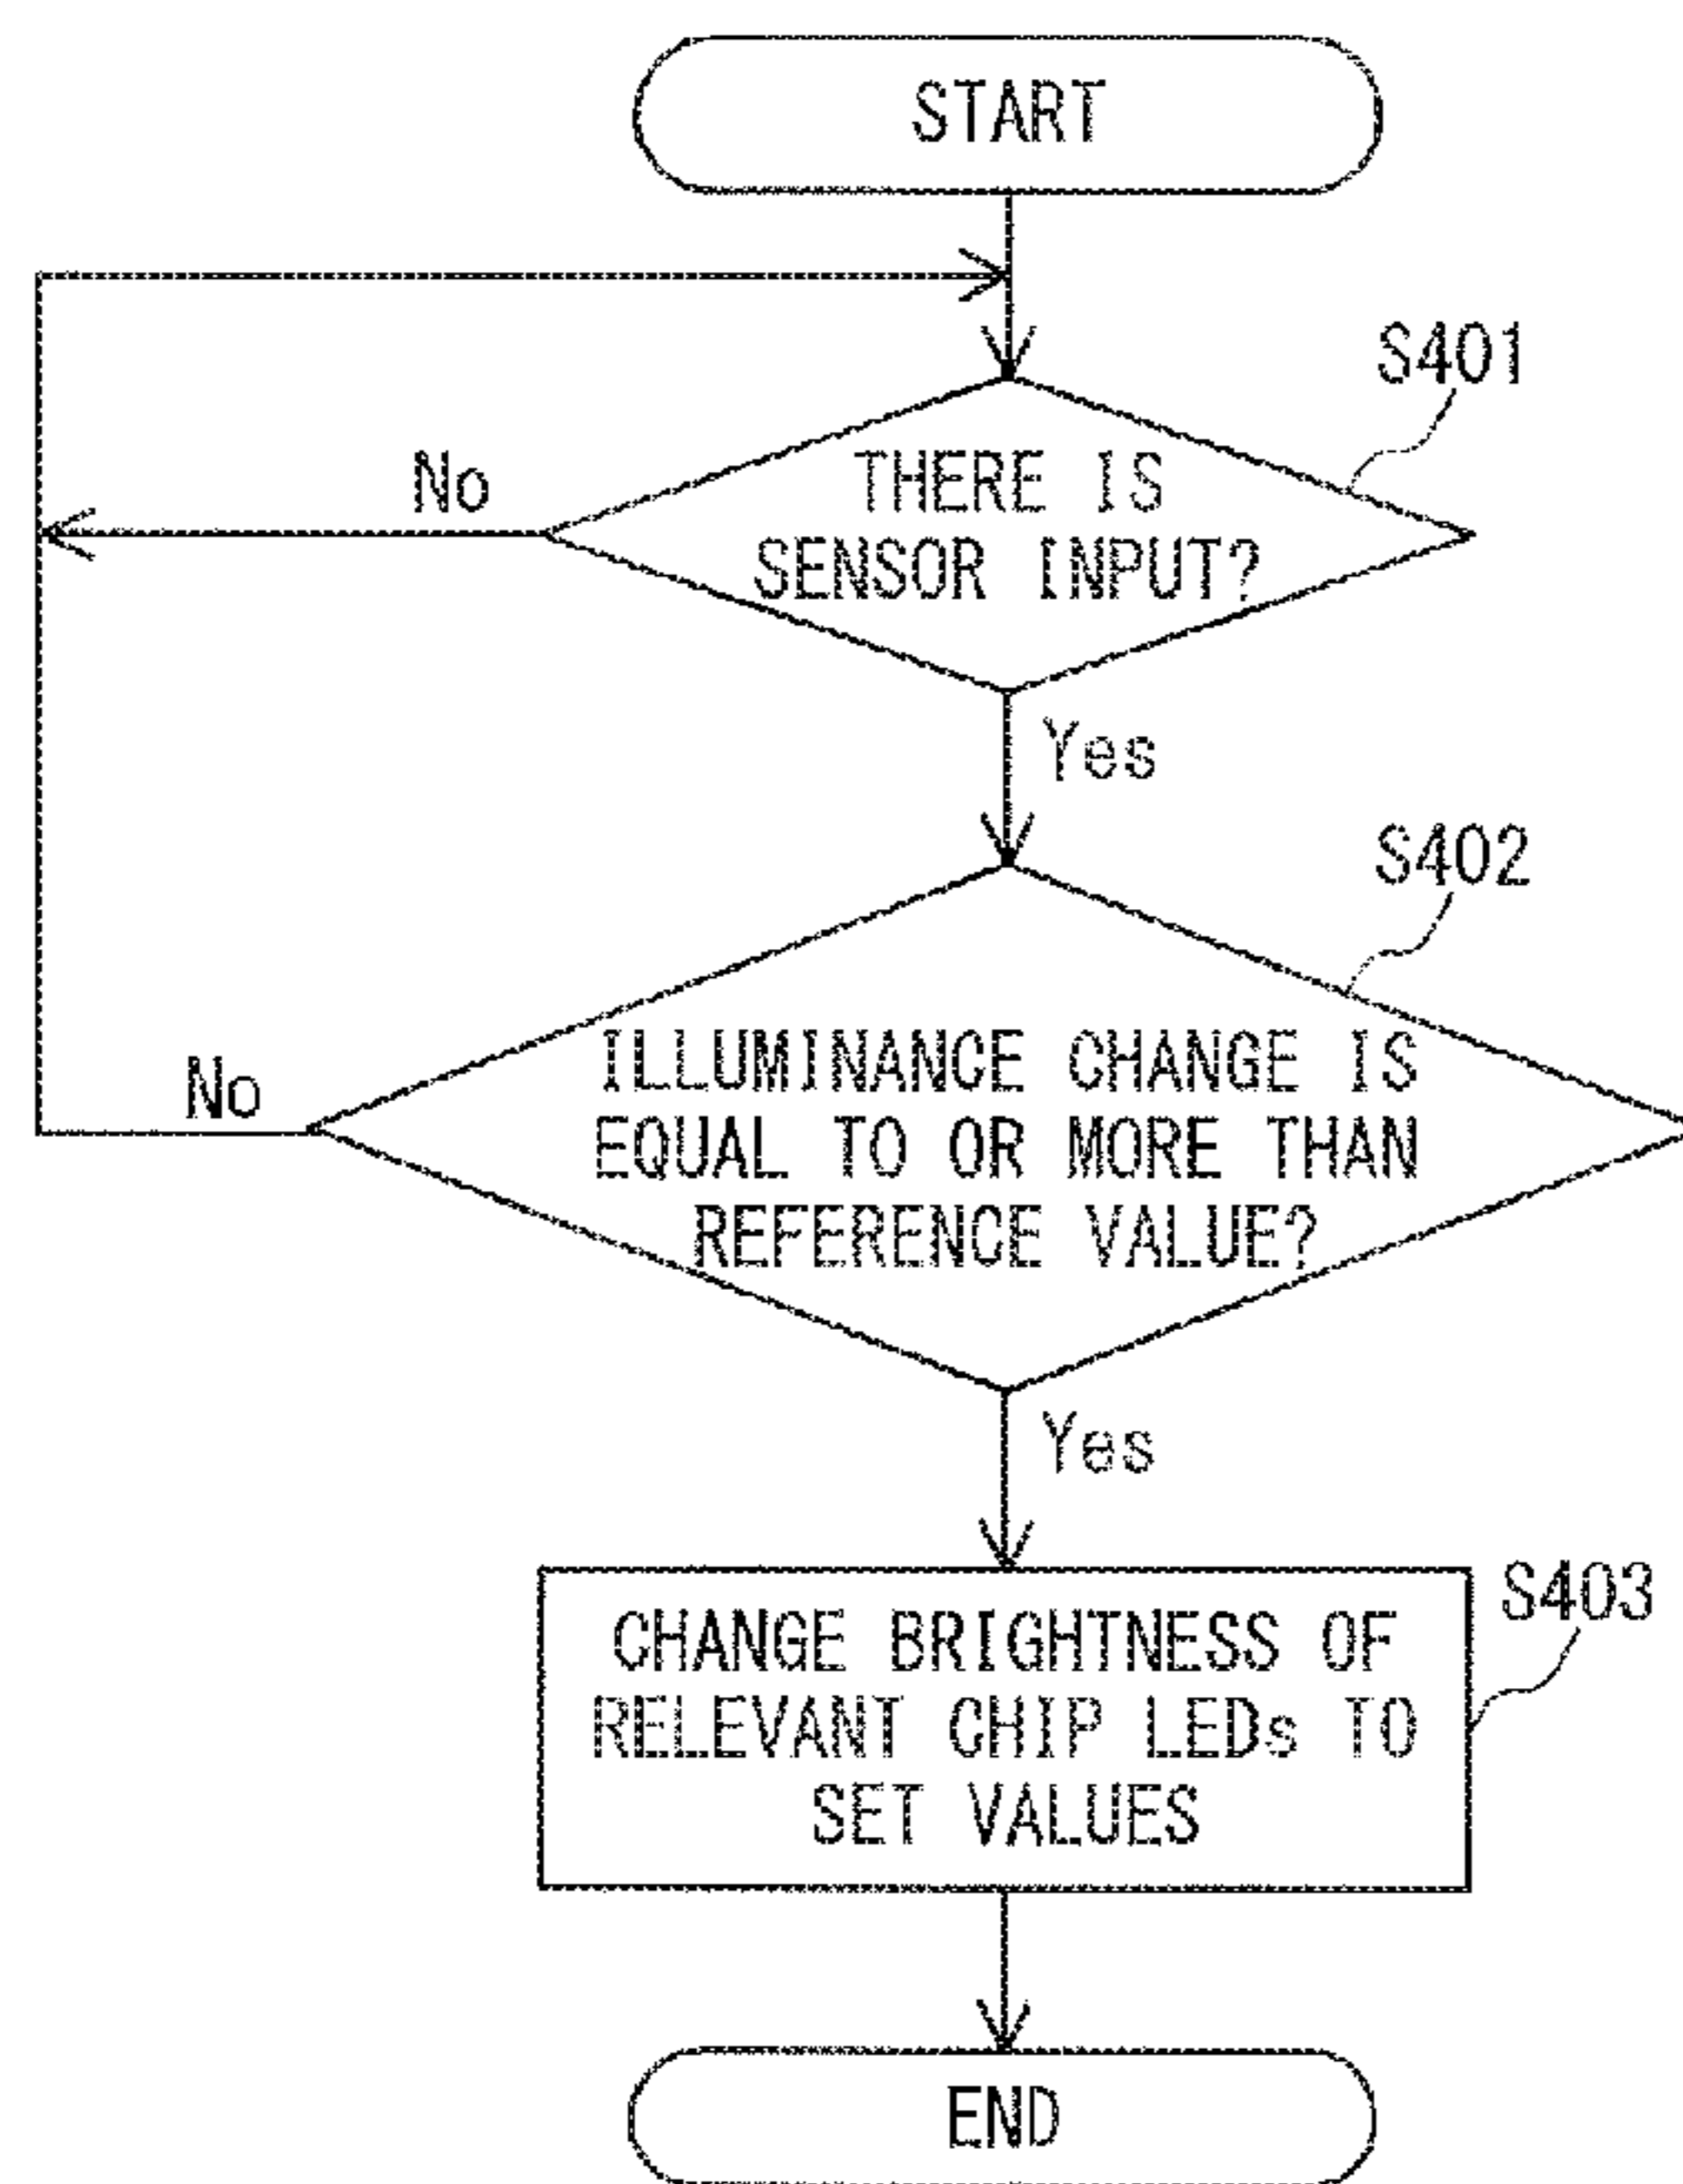 START
S401
THERE IS
SENSOR INPUT?
No
Yes
S402
ILLUMINANCE CHANGE IS
EQUAL TO OR MORE THAN
REFERENCE VALUE?
No
Yes
S403
CHANGE BRIGHTNESS OF
RELEVANT CHIP LEDs TO
SET VALUES
END